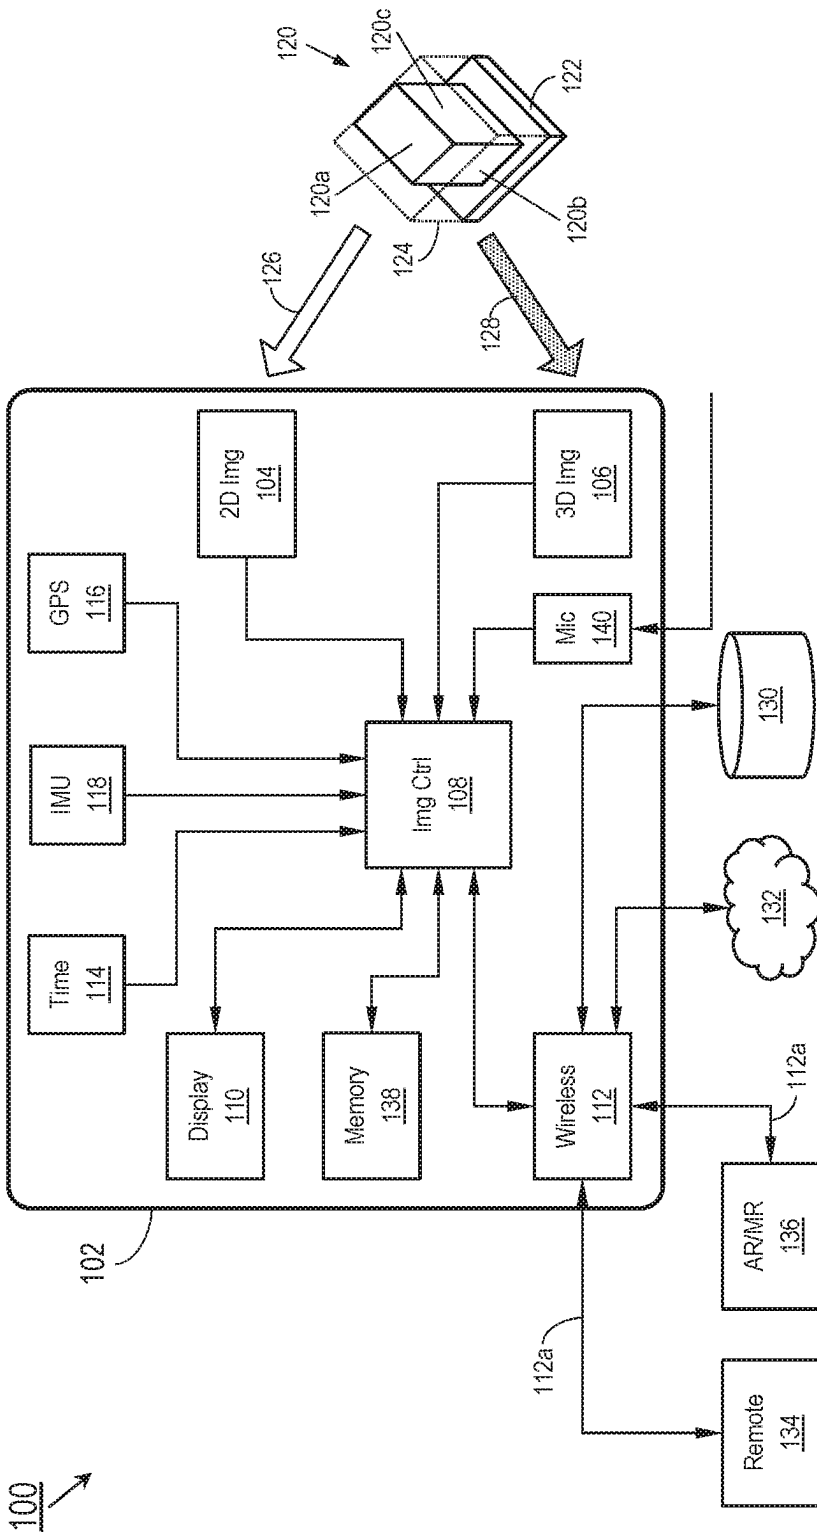 100
102
Time
114
IMU
118
GPS
116
Display
110
2D Img
104
126
120
120a
120c
Memory
138
Img Ctrl
108
124
120b
122
128
Wireless
112
Mic
140
3D Img
106
112a
112a
Remote
134
AR/MR
136
132
130